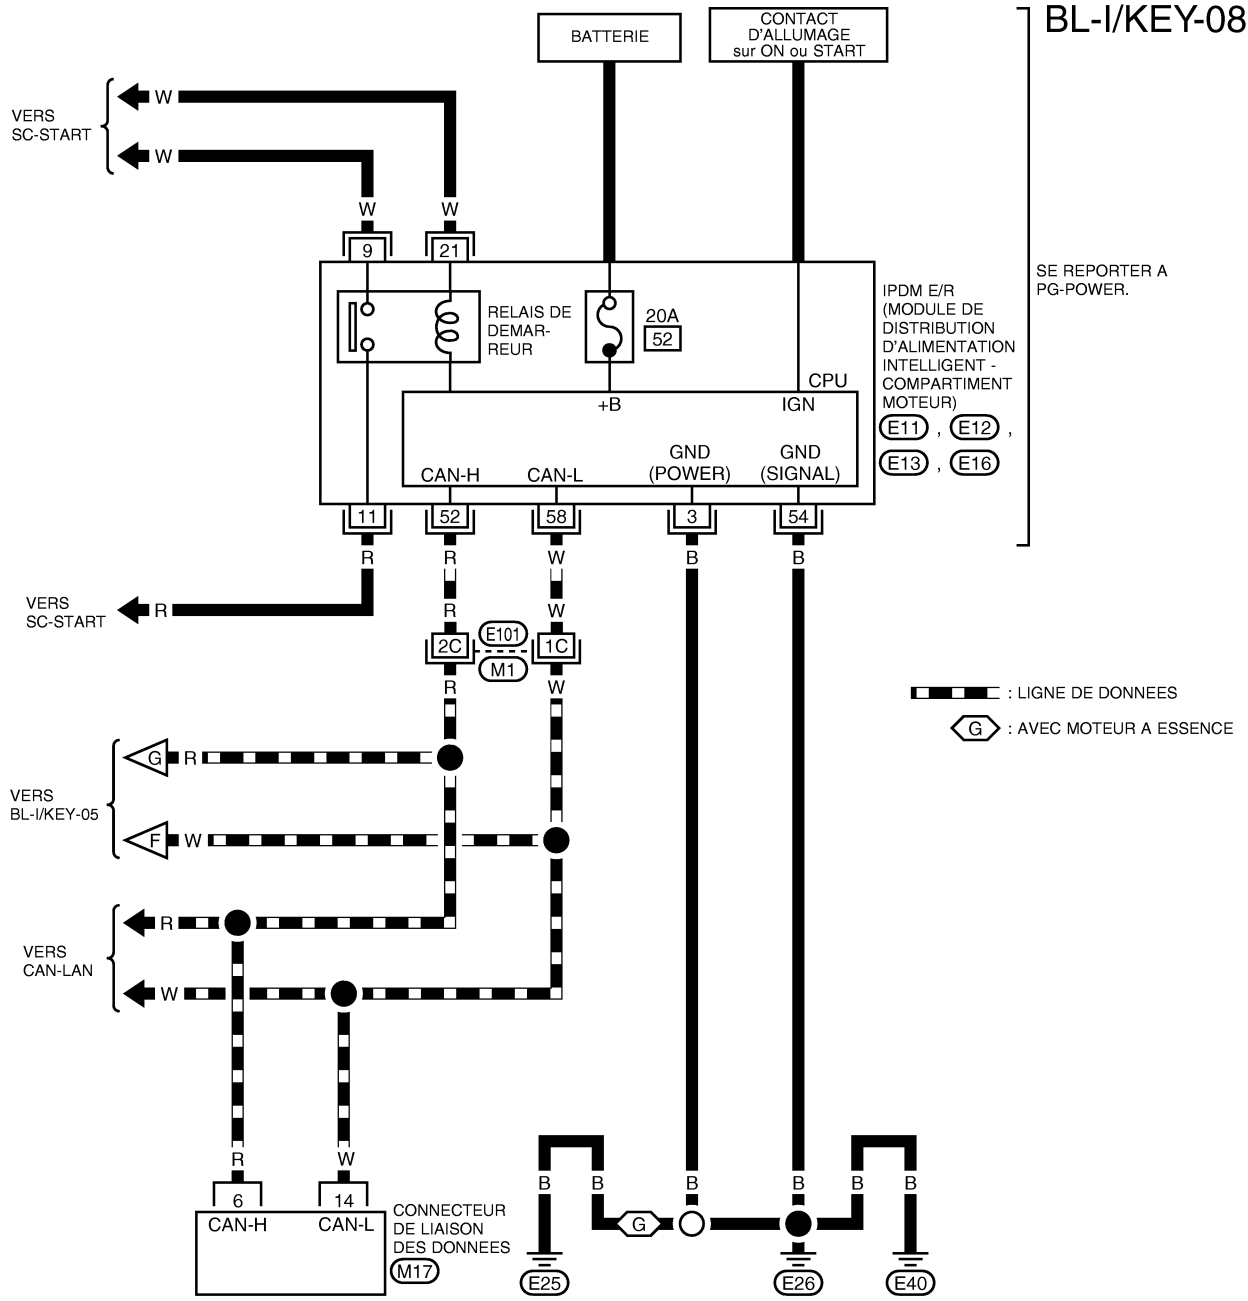 BL-I/KEY-08
BATTERIE
CONTACT
D'ALLUMAGE
sur ON ou START
VERS
SC-START
W
W
W
W
9
21
SE REPORTER A
PG-POWER.
RELAIS DE
DEMAR-
REUR
20A
52
IPDM E/R
(MODULE DE
DISTRIBUTION
D'ALIMENTATION
INTELLIGENT -
COMPARTIMENT
MOTEUR)
E11 , E12 ,
E13 , E16
CPU
+B
IGN
GND
(POWER)
GND
(SIGNAL)
CAN-H
CAN-L
11
52
58
3
54
R
R
W
B
B
VERS
SC-START
R
R
W
2C
E101
M1
1C
R
W
: LIGNE DE DONNEES
G : AVEC MOTEUR A ESSENCE
VERS
BL-I/KEY-05
G R
F W
VERS
CAN-LAN
R
W
R
W
6
14
CAN-H
CAN-L
CONNECTEUR
DE LIAISON
DES DONNEES
M17
B
B
B
B
B
B
G
E25
E26
E40